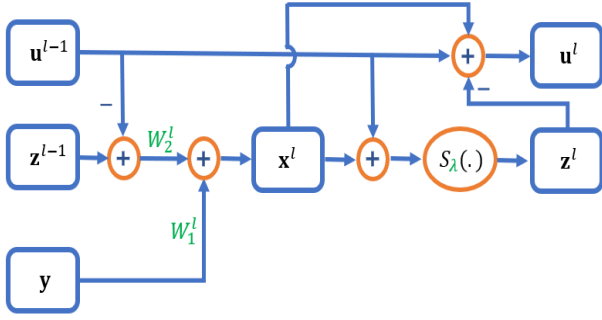 u^{l-1} + u^l
− −
z^{l-1} + W_2^l + x^l + S_λ(.) z^l
W_1^l
y